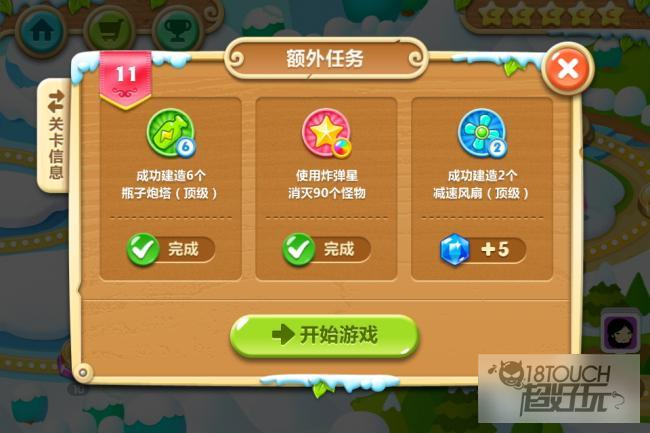 额外任务
11
关卡信息
6
成功建造6个
瓶子炮塔（顶级）
完成
使用炸弹星
消灭90个怪物
完成
2
成功建造2个
减速风扇（顶级）
+5
开始游戏
18TOUCH
超好玩